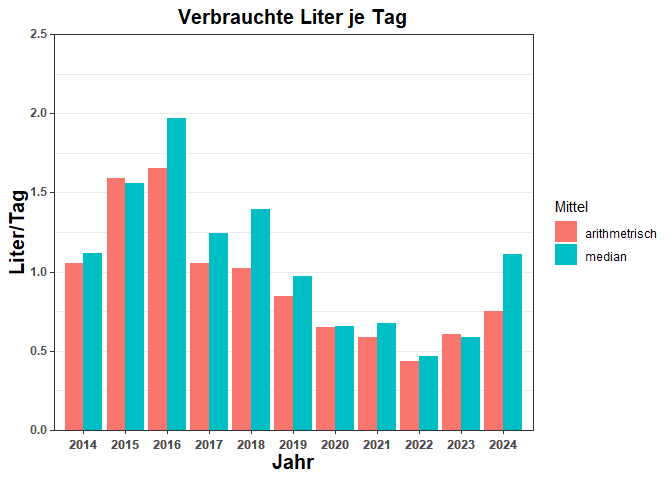 Verbrauchte Liter je Tag
2.5
2.0
1.5
1.0
0.5
0.0
Liter/Tag
2014 2015 2016 2017 2018 2019 2020 2021 2022 2023 2024
Jahr
Mittel
arithmetrisch
median